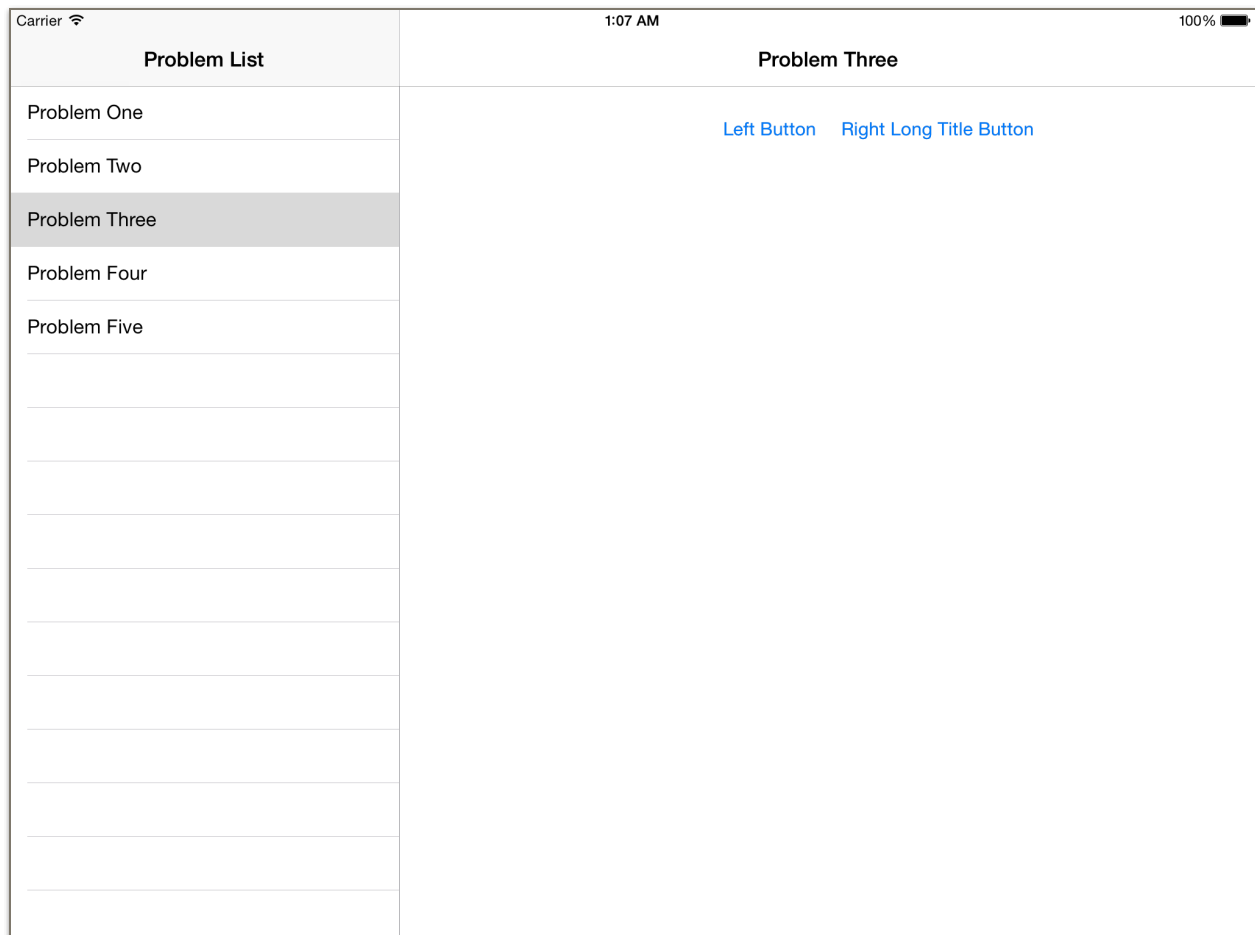 Carrier
1:07 AM
100%
Problem List
Problem Three
Problem One
Problem Two
Problem Three
Problem Four
Problem Five
Left Button
Right Long Title Button